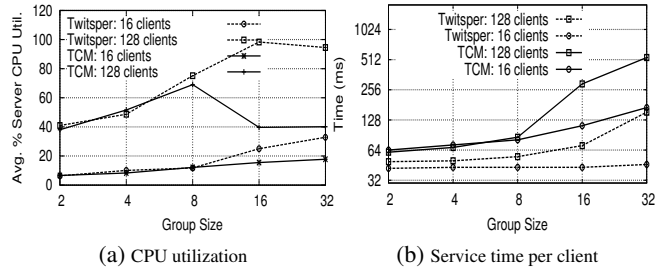 Avg. % Server CPU Util.
120
100
80
60
40
20
0
Twitsper: 16 clients
Twitsper: 128 clients
TCM: 16 clients
TCM: 128 clients
2
4
8
16
32
Group Size
(a) CPU utilization
Time (ms)
1024
512
256
128
64
32
Twitsper: 128 clients
Twitsper: 16 clients
TCM: 128 clients
TCM: 16 clients
2
4
8
16
32
Group Size
(b) Service time per client